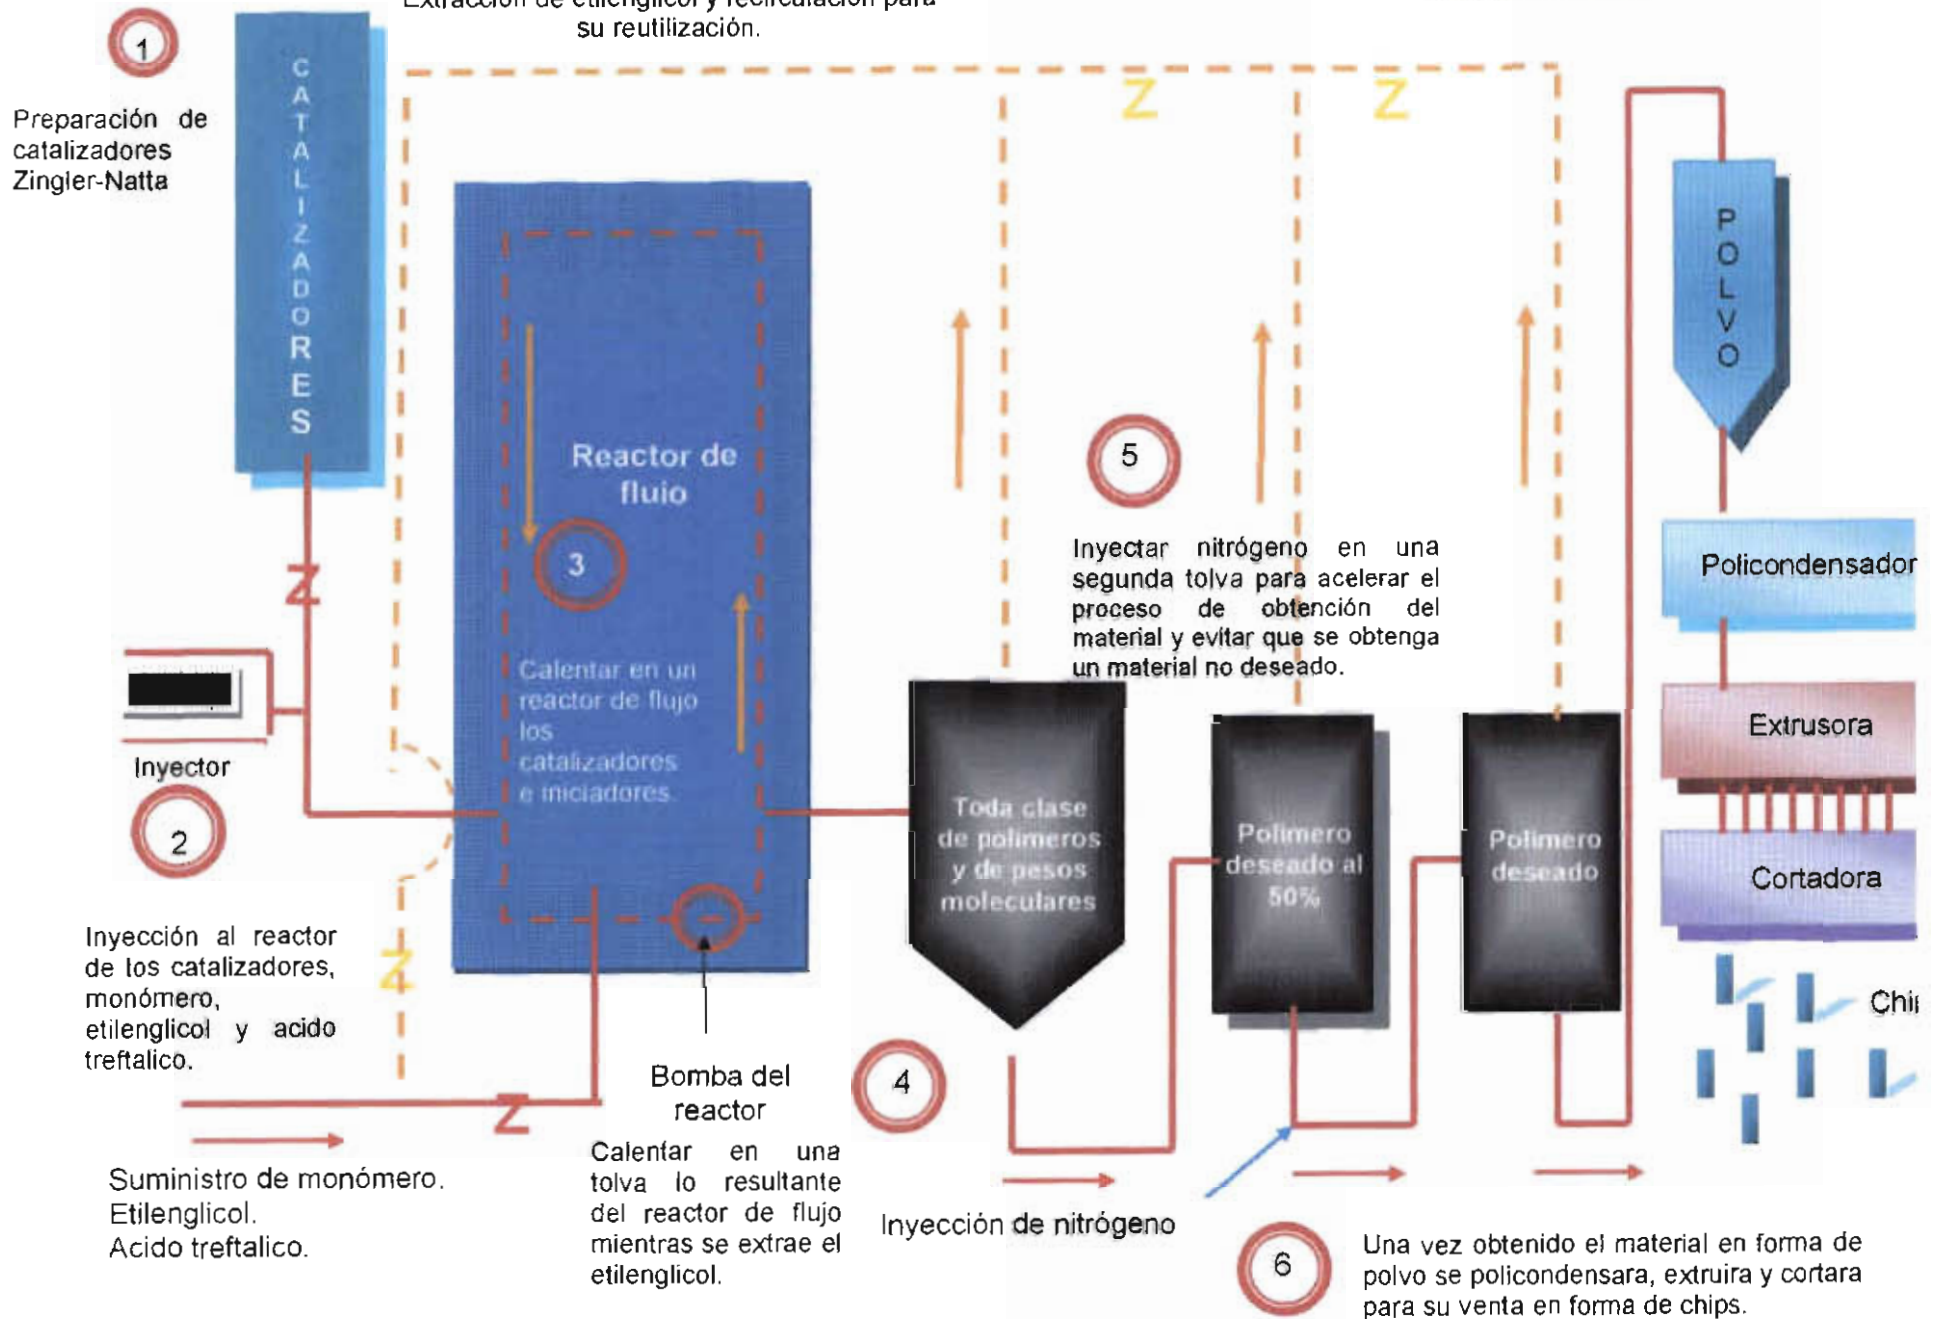 Extracción de etilenglicol y recirculación para
su reutilización.
1
Preparación de
catalizadores
Zingler-Natta
CATALIZADORES
Reactor de
flujo
3
Calentar en un
reactor de flujo
los
catalizadores
e iniciadores.
Inyector
2
Inyección al reactor
de los catalizadores,
monómero,
etilenglicol y acido
treftalico.
Suministro de monómero.
Etilenglicol.
Acido treftalico.
Bomba del
reactor
Calentar en una
tolva lo resultante
del reactor de flujo
mientras se extrae el
etilenglicol.
4
Toda clase
de polimeros
y de pesos
moleculares
Inyección de nitrógeno
5
Inyectar nitrógeno en una
segunda tolva para acelerar el
proceso de obtención del
material y evitar que se obtenga
un material no deseado.
Polimero
deseado al
50%
Polimero
deseado
POLVO
Policondensador
Extrusora
Cortadora
Chi
6
Una vez obtenido el material en forma de
polvo se policondensara, extruira y cortara
para su venta en forma de chips.